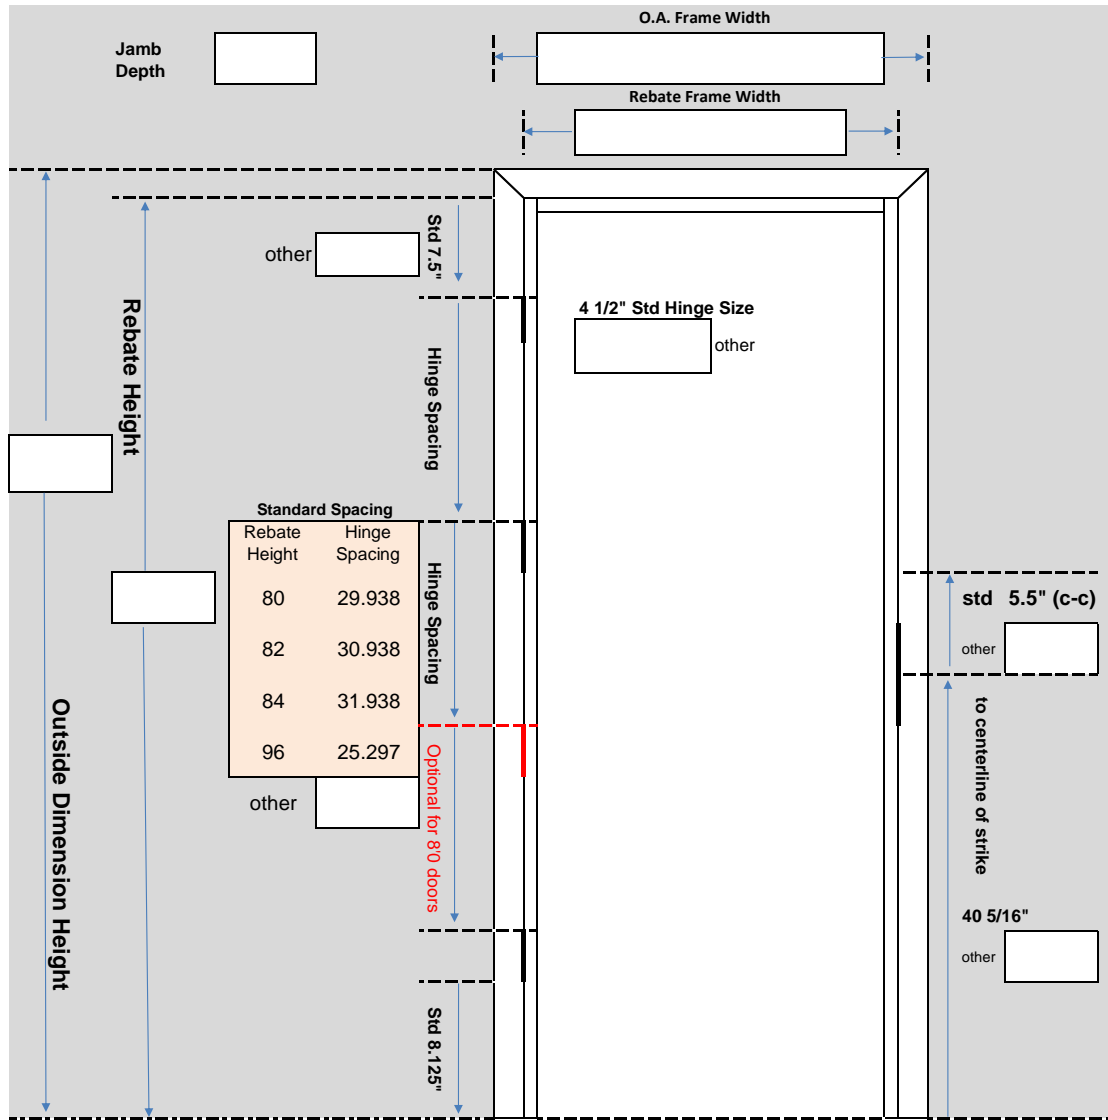 O.A. Frame Width
Jamb
Depth
Rebate Frame Width
Std 7.5"
other
4 1/2" Std Hinge Size
other
Rebate Height
Hinge Spacing
Standard Spacing
Rebate Height Hinge Spacing
80 29.938
82 30.938
84 31.938
96 25.297
other
Hinge Spacing
std 5.5" (c-c)
other
Outside Dimension Height
Optional for 8'0 doors
to centerline of strike
40 5/16"
other
Std 8.125"